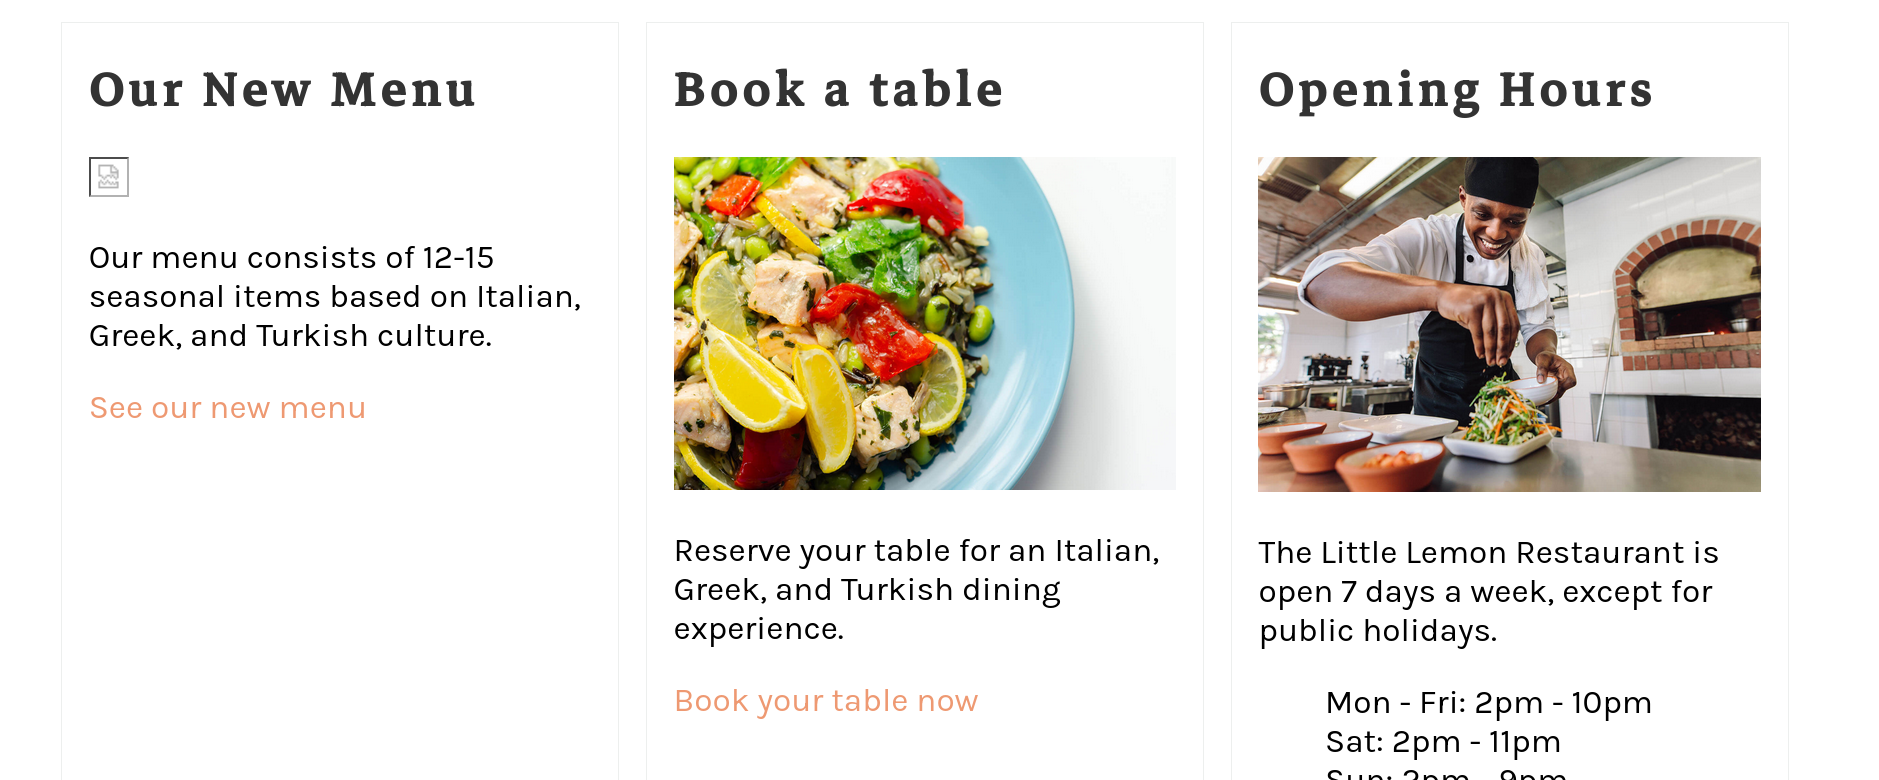 Our New Menu
Our menu consists of 12-15
seasonal items based on Italian,
Greek, and Turkish culture.
See our new menu
Book a table
Reserve your table for an Italian,
Greek, and Turkish dining
experience.
Book your table now
Opening Hours
The Little Lemon Restaurant is
open 7 days a week, except for
public holidays.
Mon - Fri: 2pm - 10pm
Sat: 2pm - 11pm
Sun: 2pm - 9pm